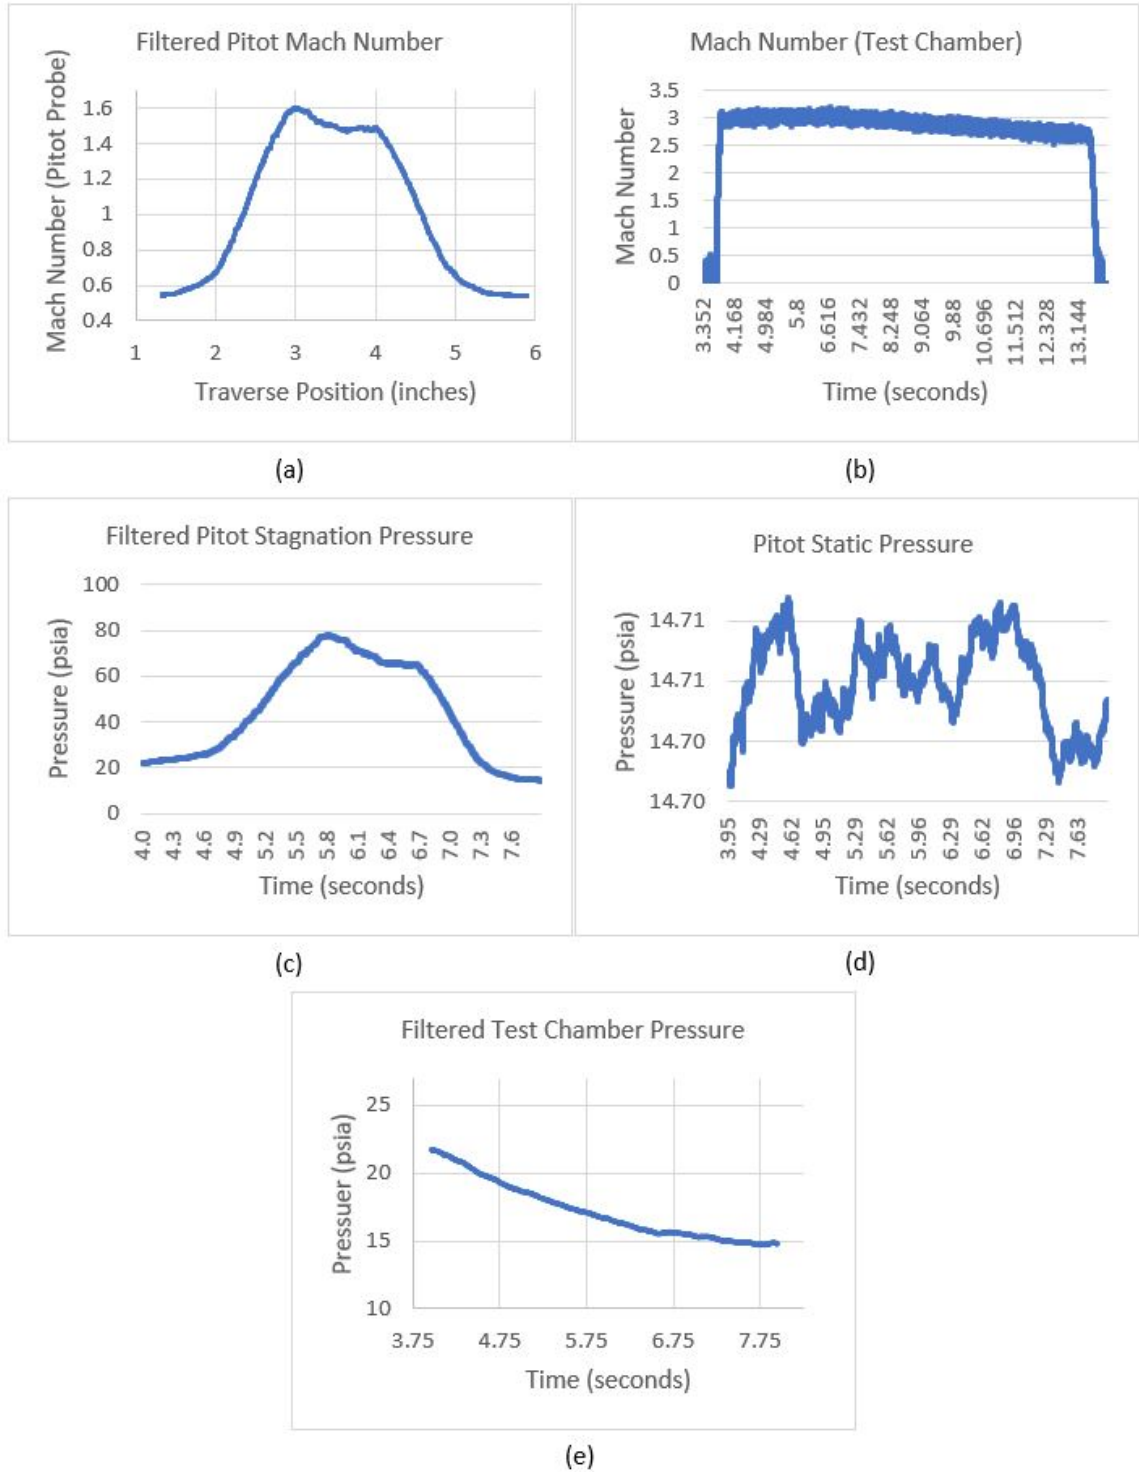 Filtered Pitot Mach Number
Mach Number (Pitot Probe)
1.6
1.4
1.2
1
0.8
0.6
0.4
1 2 3 4 5 6
Traverse Position (inches)
(a)
Mach Number (Test Chamber)
Mach Number
3.5
3
2.5
2
1.5
1
0.5
0
3.352 4.168 4.984 5.8 6.616 7.432 8.248 9.064 9.88 10.696 11.512 12.328 13.144
Time (seconds)
(b)
Filtered Pitot Stagnation Pressure
Pressure (psia)
100
80
60
40
20
0
4.0 4.3 4.6 4.9 5.2 5.5 5.8 6.1 6.4 6.7 7.0 7.3 7.6
Time (seconds)
(c)
Pitot Static Pressure
Pressure (psia)
14.71
14.71
14.70
14.70
3.95 4.29 4.62 4.95 5.29 5.62 5.96 6.29 6.62 6.96 7.29 7.63
Time (seconds)
(d)
Filtered Test Chamber Pressure
Pressuer (psia)
25
20
15
10
3.75 4.75 5.75 6.75 7.75
Time (seconds)
(e)